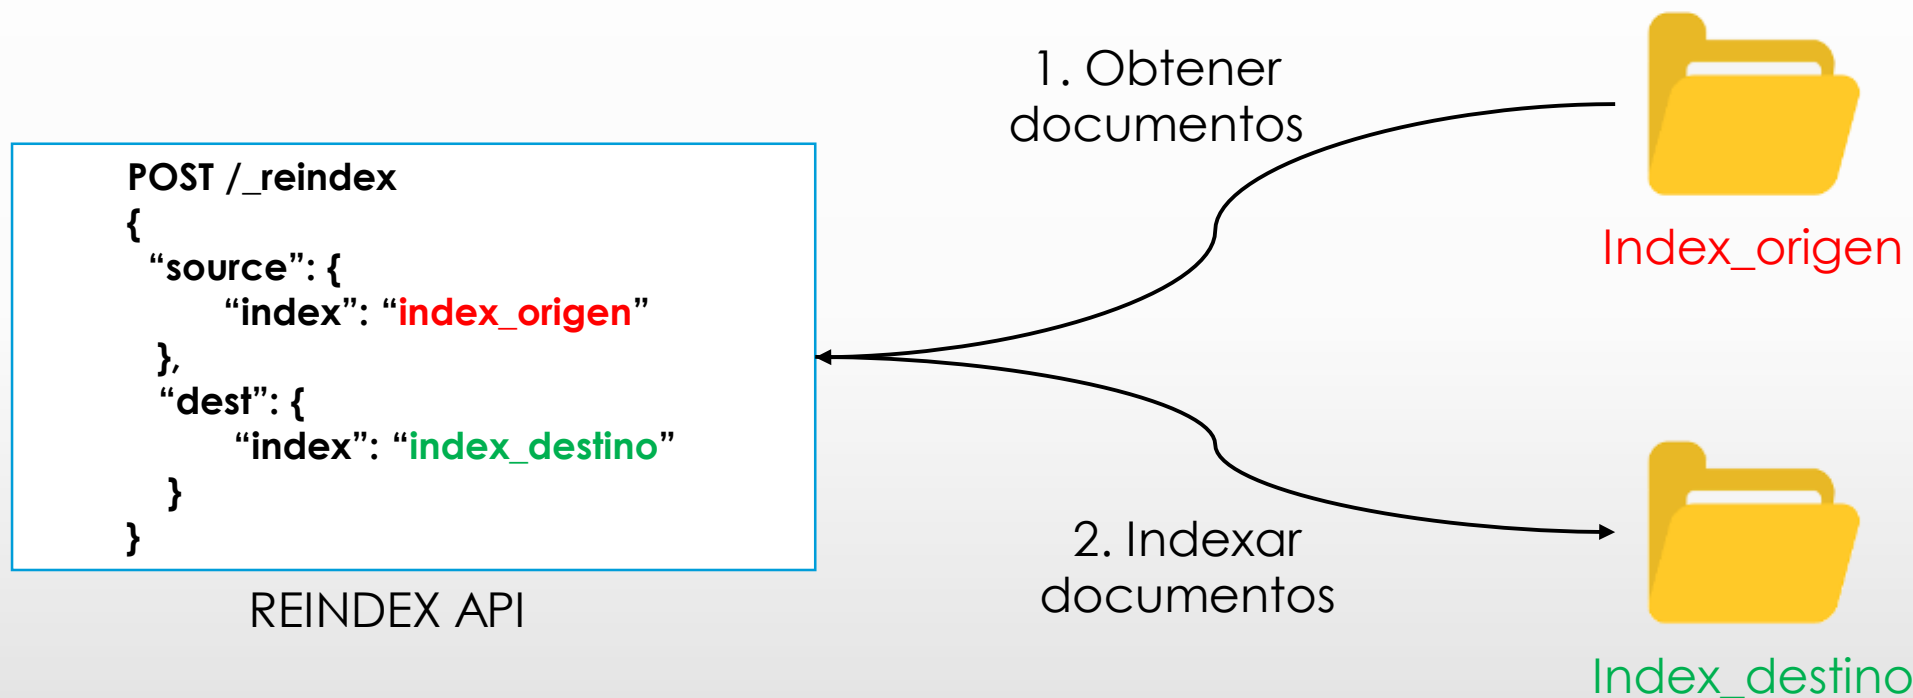 POST /_reindex
{
“source”: {
“index”: “index_origen”
},
“dest”: {
“index”: “index_destino”
}
}
REINDEX API
1. Obtener
documentos
Index_origen
2. Indexar
documentos
Index_destino